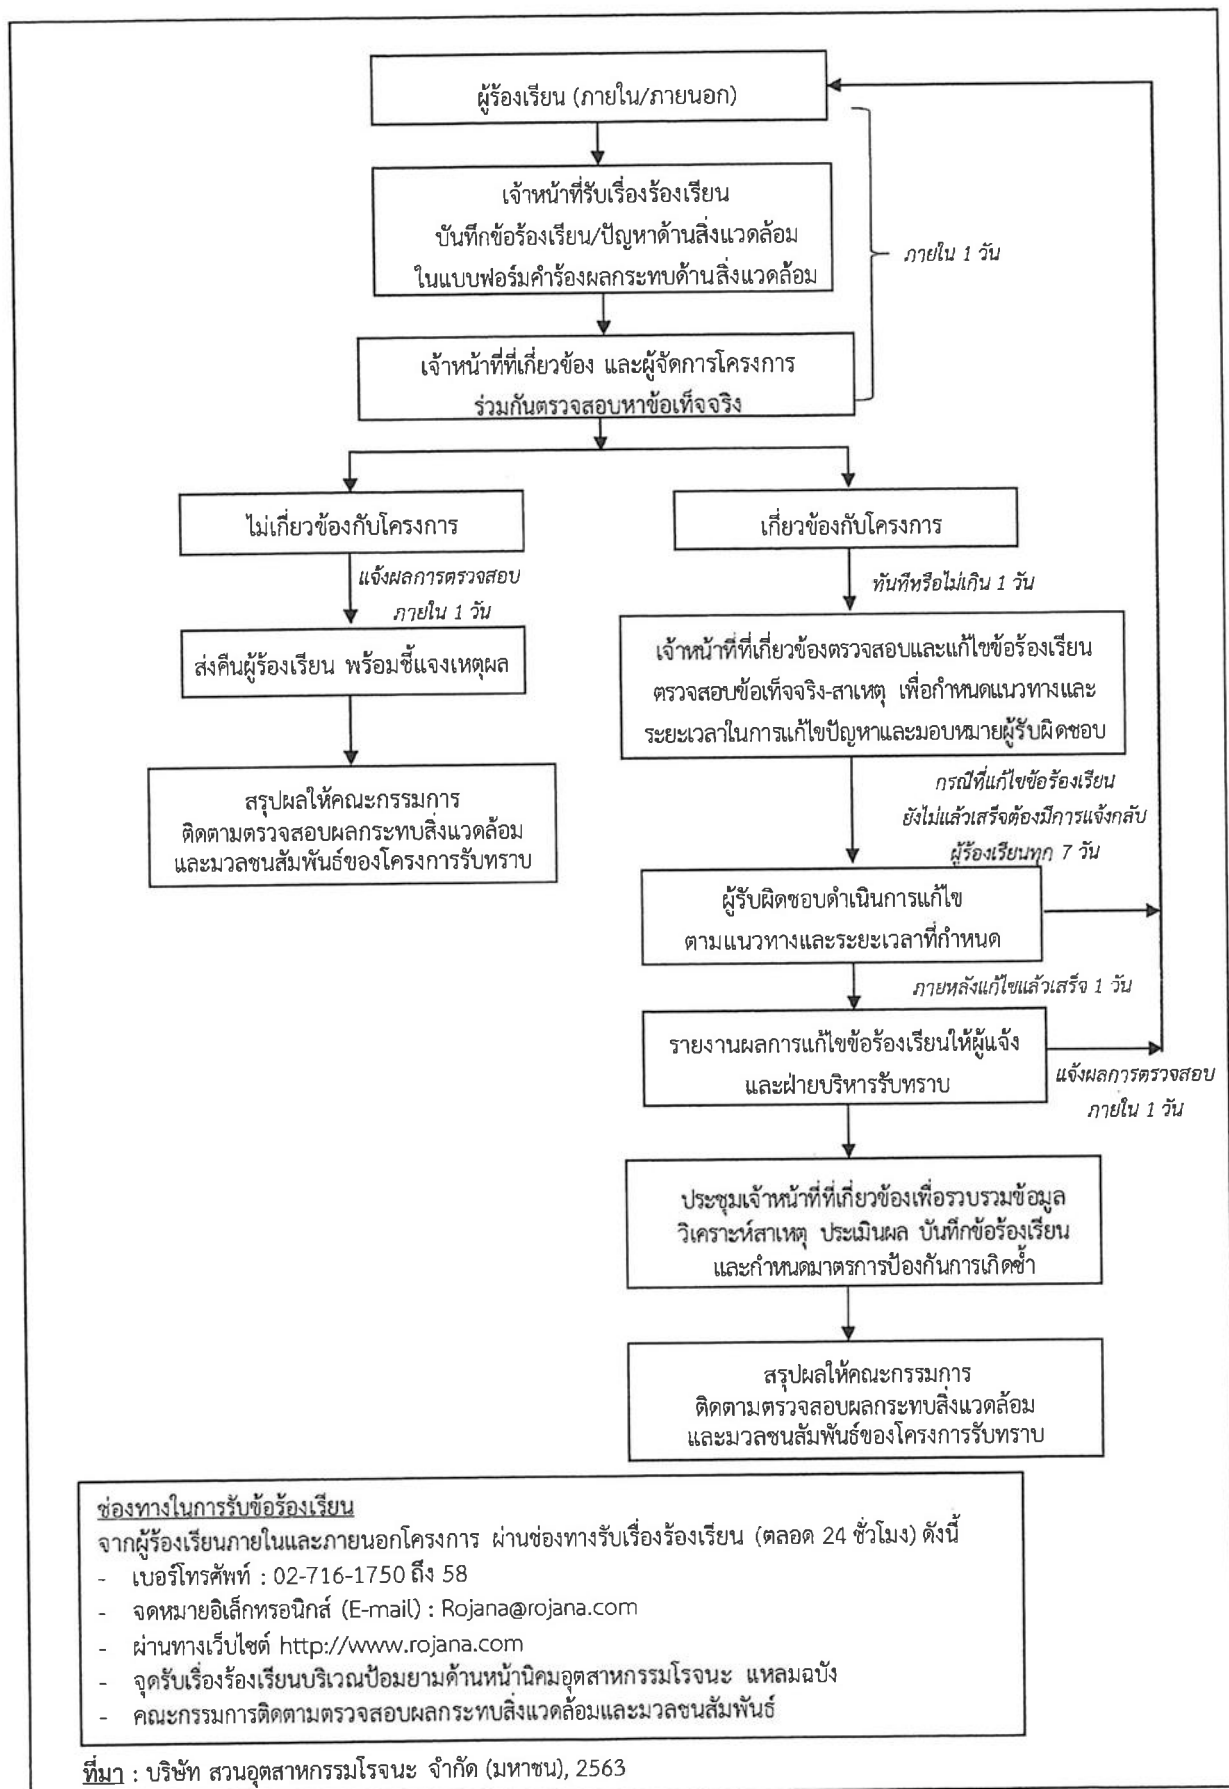 ผู้ร้องเรียน (ภายใน/ภายนอก)
เจ้าหน้าที่รับเรื่องร้องเรียน
บันทึกข้อร้องเรียน/ปัญหาด้านสิ่งแวดล้อม
ในแบบฟอร์มคำร้องผลกระทบด้านสิ่งแวดล้อม
ภายใน 1 วัน
เจ้าหน้าที่ที่เกี่ยวข้อง และผู้จัดการโครงการ
ร่วมกันตรวจสอบหาข้อเท็จจริง
ไม่เกี่ยวข้องกับโครงการ
แจ้งผลการตรวจสอบ
ภายใน 1 วัน
ส่งคืนผู้ร้องเรียน พร้อมชี้แจงเหตุผล
สรุปผลให้คณะกรรมการ
ติดตามตรวจสอบผลกระทบสิ่งแวดล้อม
และมวลชนสัมพันธ์ของโครงการรับทราบ
เกี่ยวข้องกับโครงการ
ทันทีหรือไม่เกิน 1 วัน
เจ้าหน้าที่ที่เกี่ยวข้องตรวจสอบและแก้ไขข้อร้องเรียน
ตรวจสอบข้อเท็จจริง-สาเหตุ เพื่อกำหนดแนวทางและ
ระยะเวลาในการแก้ไขปัญหาและมอบหมายผู้รับผิดชอบ
กรณีที่แก้ไขข้อร้องเรียน
ยังไม่แล้วเสร็จต้องมีการแจ้งกลับ
ผู้ร้องเรียนทุก 7 วัน
ผู้รับผิดชอบดำเนินการแก้ไข
ตามแนวทางและระยะเวลาที่กำหนด
ภายหลังแก้ไขแล้วเสร็จ 1 วัน
รายงานผลการแก้ไขข้อร้องเรียนให้ผู้แจ้ง
และฝ่ายบริหารรับทราบ
แจ้งผลการตรวจสอบ
ภายใน 1 วัน
ประชุมเจ้าหน้าที่ที่เกี่ยวข้องเพื่อรวบรวมข้อมูล
วิเคราะห์สาเหตุ ประเมินผล บันทึกข้อร้องเรียน
และกำหนดมาตรการป้องกันการเกิดซ้ำ
สรุปผลให้คณะกรรมการ
ติดตามตรวจสอบผลกระทบสิ่งแวดล้อม
และมวลชนสัมพันธ์ของโครงการรับทราบ
ช่องทางในการรับข้อร้องเรียน
จากผู้ร้องเรียนภายในและภายนอกโครงการ ผ่านช่องทางรับเรื่องร้องเรียน (ตลอด 24 ชั่วโมง) ดังนี้
- เบอร์โทรศัพท์ : 02-716-1750 ถึง 58
- จดหมายอิเล็กทรอนิกส์ (E-mail) : Rojana@rojana.com
- ผ่านทางเว็บไซต์ http://www.rojana.com
- จุดรับเรื่องร้องเรียนบริเวณป้อมยามด้านหน้านิคมอุตสาหกรรมโรจนะ แหลมฉบัง
- คณะกรรมการติดตามตรวจสอบผลกระทบสิ่งแวดล้อมและมวลชนสัมพันธ์
ที่มา : บริษัท สวนอุตสาหกรรมโรจนะ จำกัด (มหาชน), 2563